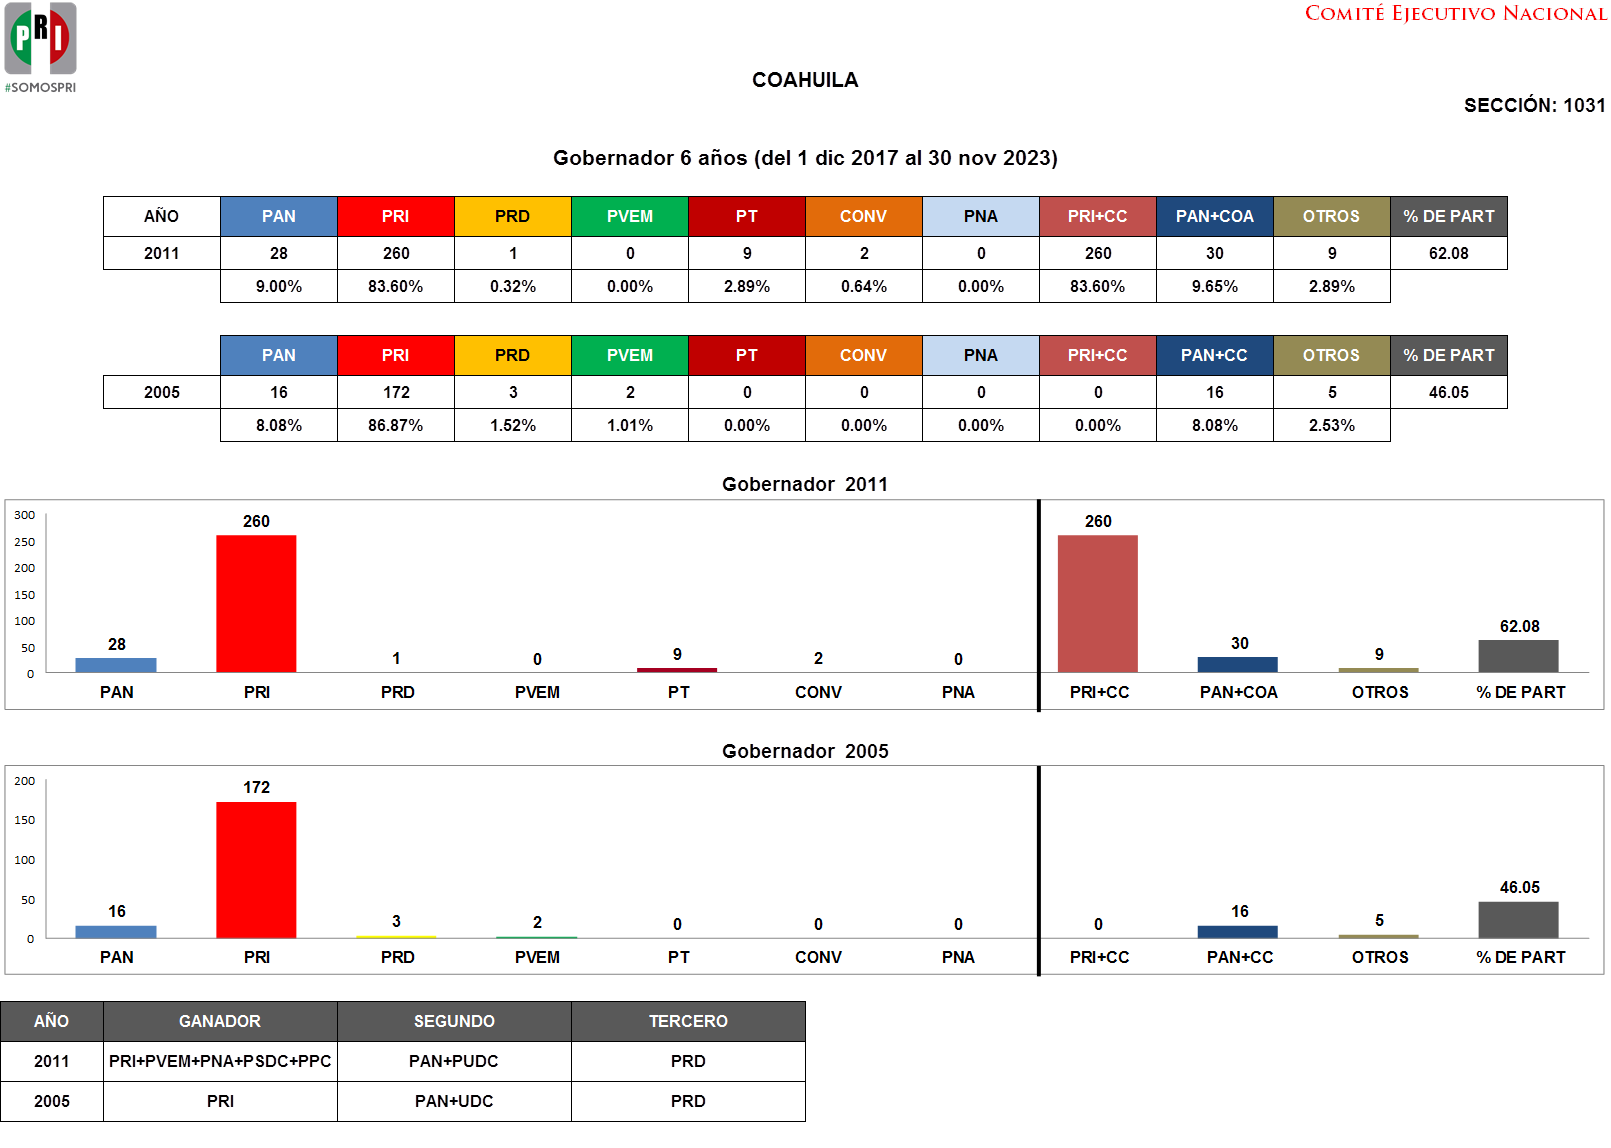 PRI
#SOMOSPRI
COMITÉ EJECUTIVO NACIONAL
COAHUILA
SECCIÓN: 1031
Gobernador 6 años (del 1 dic 2017 al 30 nov 2023)
AÑO PAN PRI PRD PVEM PT CONV PNA PRI+CC PAN+COA OTROS % DE PART
2011 28 260 1 0 9 2 0 260 30 9 62.08
9.00% 83.60% 0.32% 0.00% 2.89% 0.64% 0.00% 83.60% 9.65% 2.89%
PAN PRI PRD PVEM PT CONV PNA PRI+CC PAN+CC OTROS % DE PART
2005 16 172 3 2 0 0 0 0 16 5 46.05
8.08% 86.87% 1.52% 1.01% 0.00% 0.00% 0.00% 0.00% 8.08% 2.53%
Gobernador 2011
300
250
200
150
100
50
0
28 260 1 0 9 2 0 260 30 9 62.08
PAN PRI PRD PVEM PT CONV PNA PRI+CC PAN+COA OTROS % DE PART
Gobernador 2005
200
150
100
50
0
16 172 3 2 0 0 0 0 16 5 46.05
PAN PRI PRD PVEM PT CONV PNA PRI+CC PAN+CC OTROS % DE PART
AÑO GANADOR SEGUNDO TERCERO
2011 PRI+PVEM+PNA+PSDC+PPC PAN+PUDC PRD
2005 PRI PAN+UDC PRD